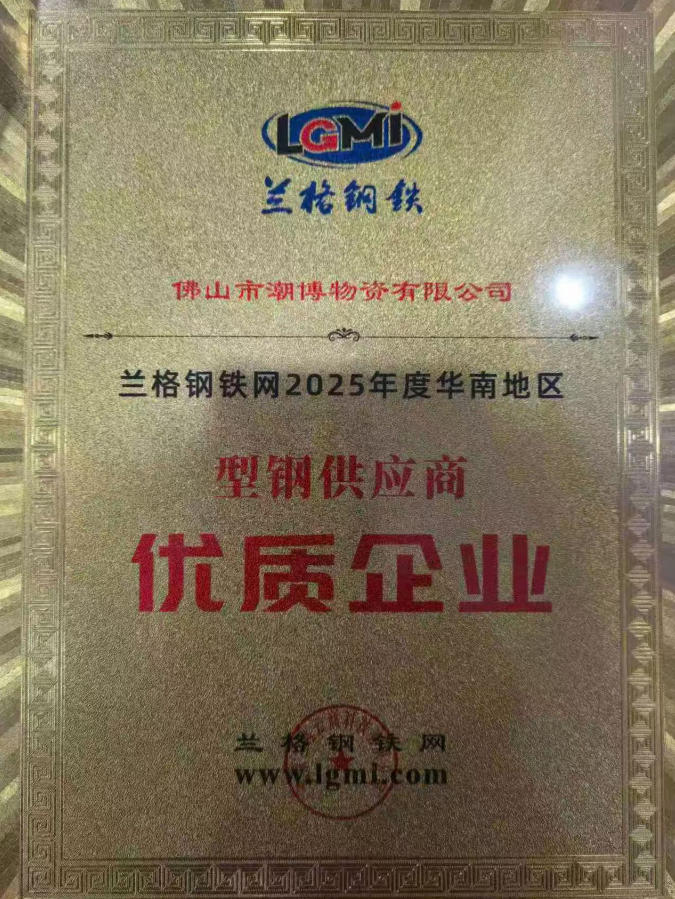 LGMi
兰格钢铁
佛山市潮博物资有限公司
兰格钢铁网2025年度华南地区
型钢供应商
优质企业
兰格钢铁网
www.lgmi.com